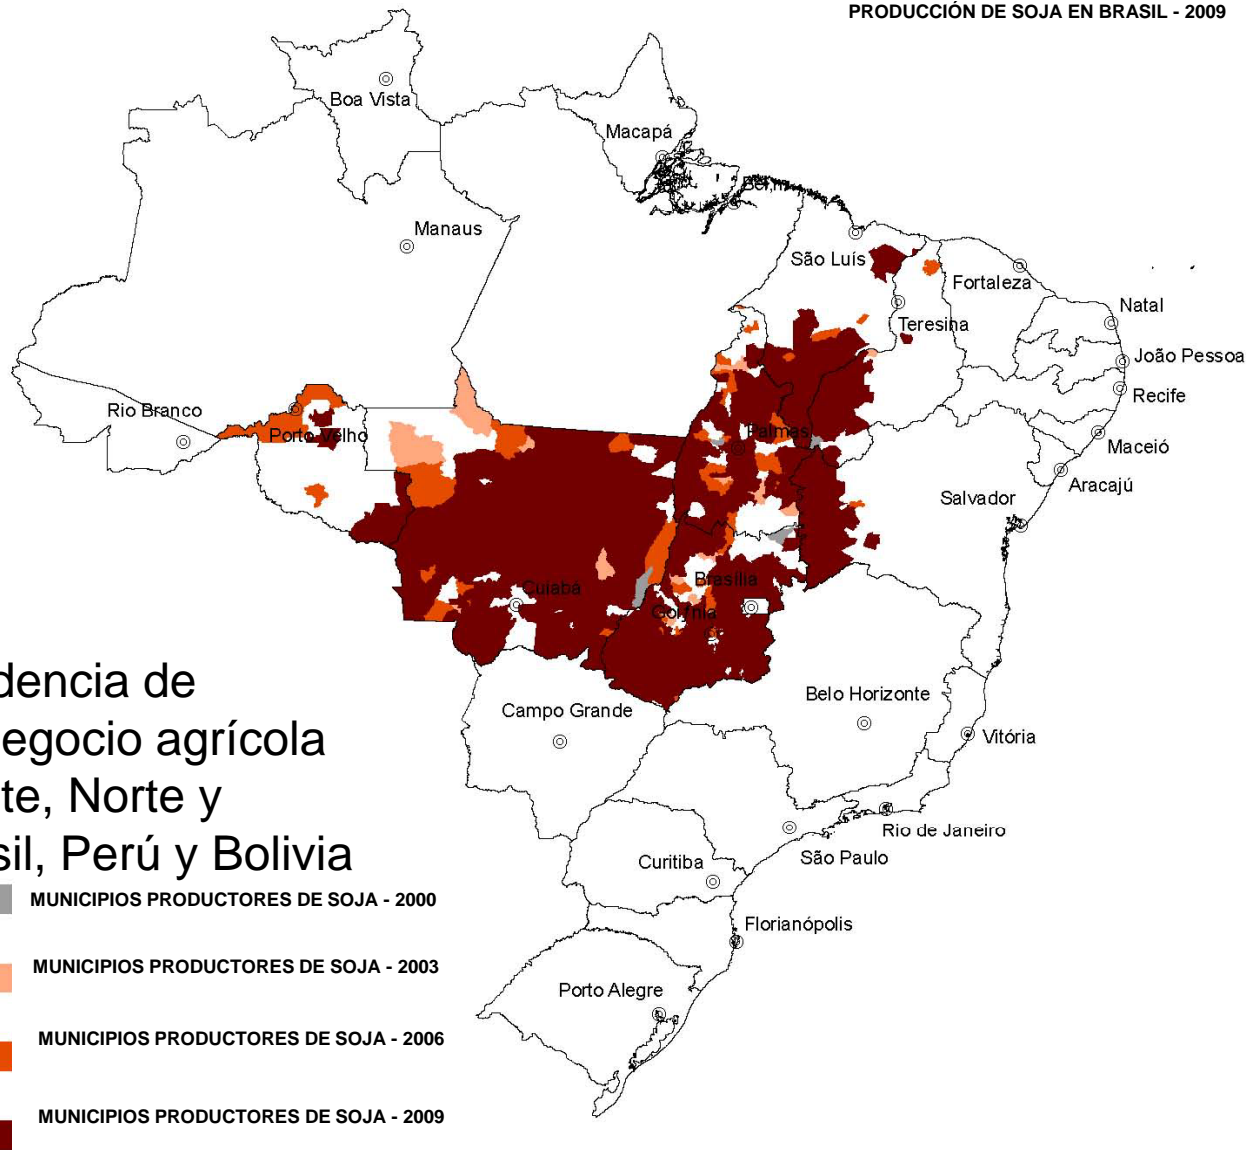 PRODUCCIÓN DE SOJA EN BRASIL - 2009
Boa Vista
Macapá
Manaus
São Luís
Fortaleza
Teresina
Natal
João Pessoa
Recife
Maceió
Aracajú
Salvador
Rio Branco
Porto Velho
Palmas
Cuiabá
Brasília
Belo Horizonte
Vitória
Campo Grande
Rio de Janeiro
São Paulo
Curitiba
Florianópolis
Porto Alegre
dencia de
egocio agrícola
te, Norte y
sil, Perú y Bolivia
MUNICIPIOS PRODUCTORES DE SOJA - 2000
MUNICIPIOS PRODUCTORES DE SOJA - 2003
MUNICIPIOS PRODUCTORES DE SOJA - 2006
MUNICIPIOS PRODUCTORES DE SOJA - 2009